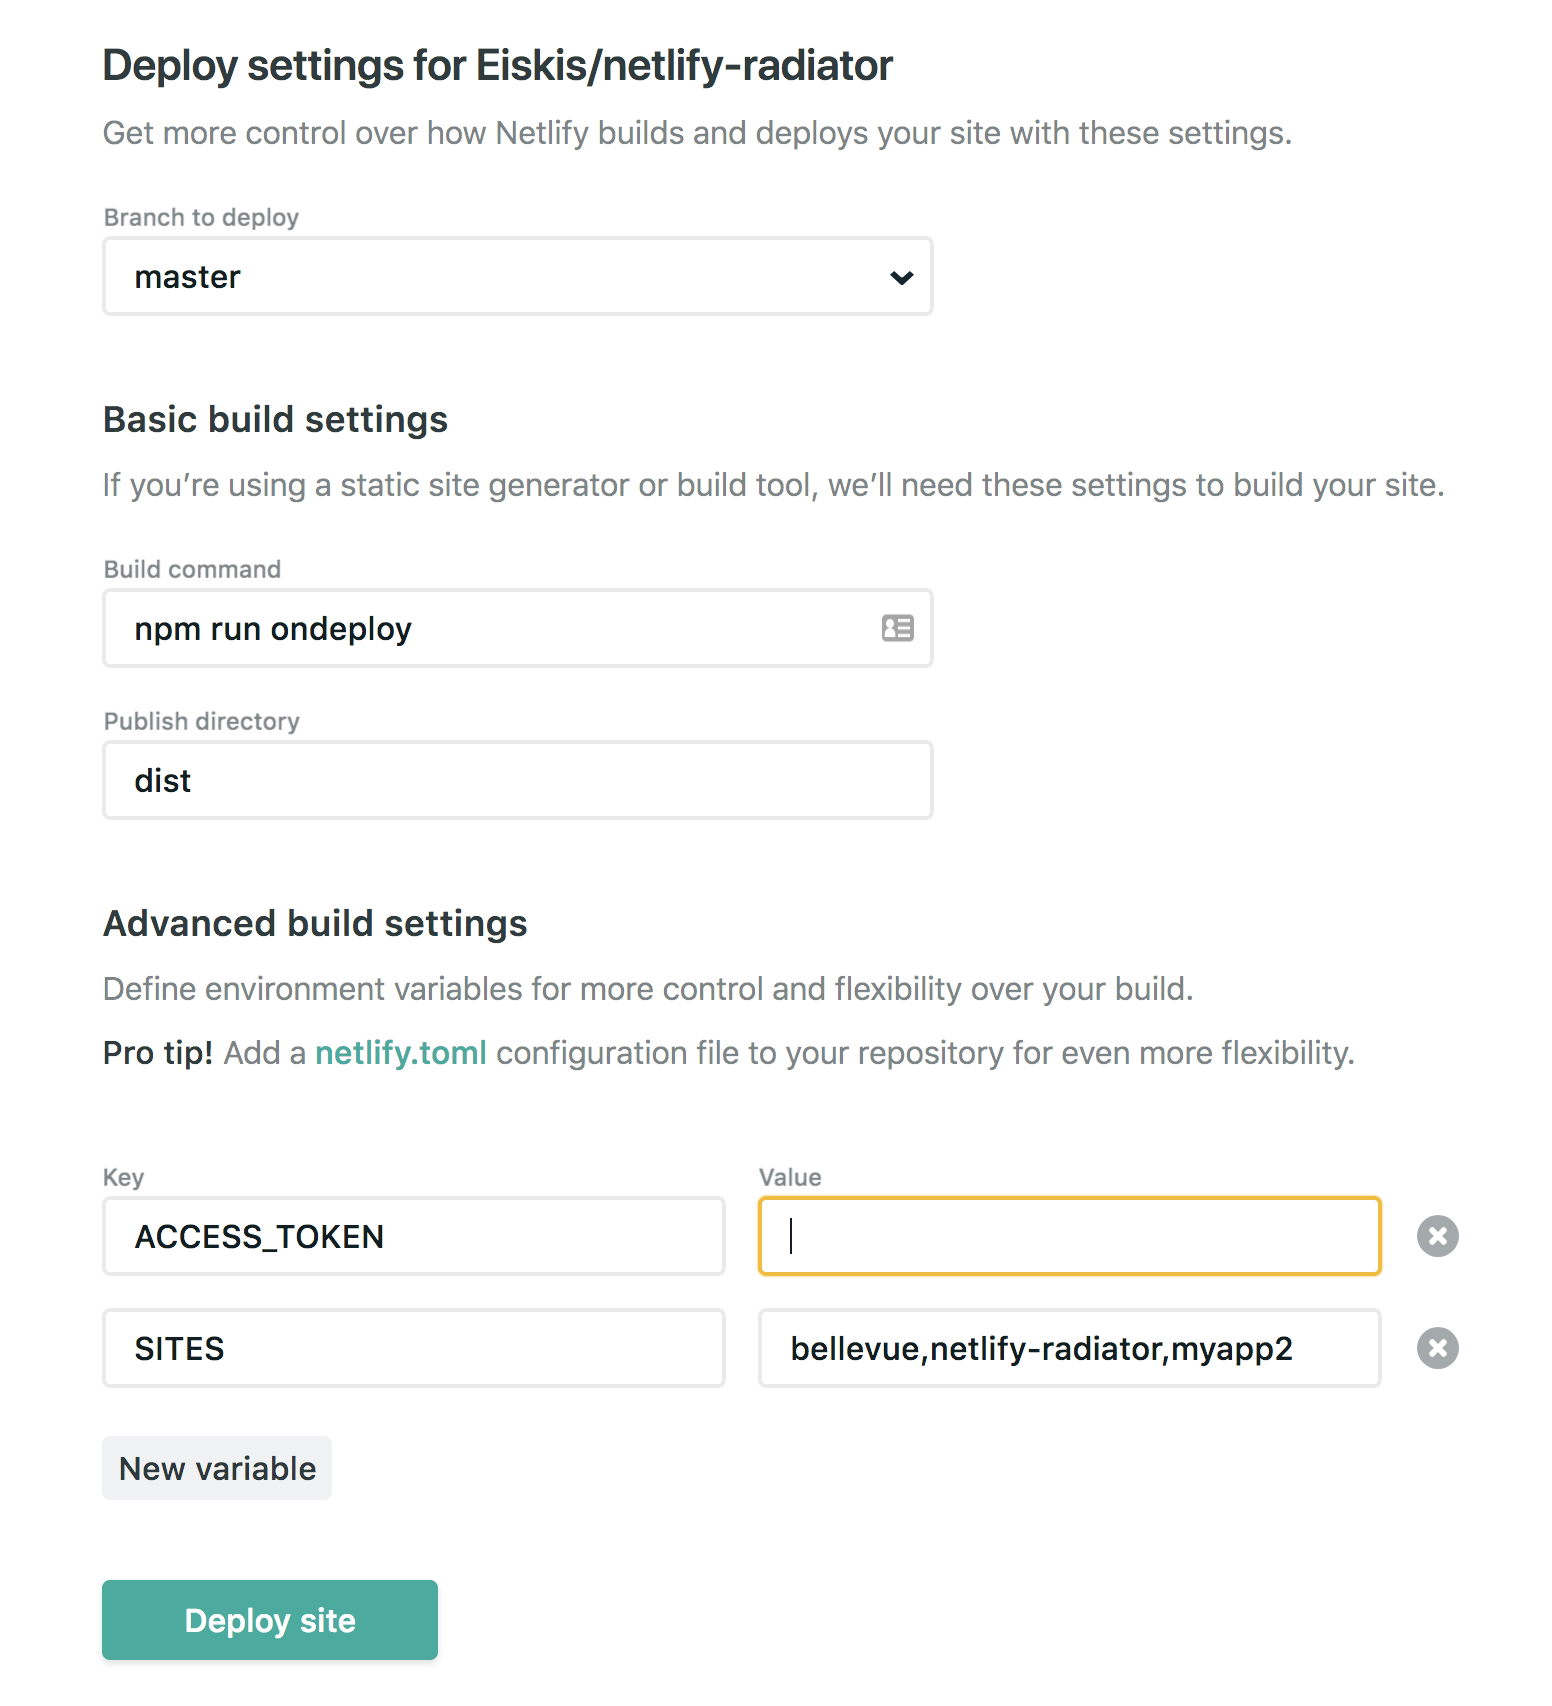 Deploy settings for Eiskis/netlify-radiator
Get more control over how Netlify builds and deploys your site with these settings.
Branch to deploy
master
Basic build settings
If you’re using a static site generator or build tool, we’ll need these settings to build your site.
Build command
npm run ondeploy
Publish directory
dist
Advanced build settings
Define environment variables for more control and flexibility over your build.
Pro tip! Add a netlify.toml configuration file to your repository for even more flexibility.
Key Value
ACCESS_TOKEN
SITES bellevue,netlify-radiator,myapp2
New variable
Deploy site